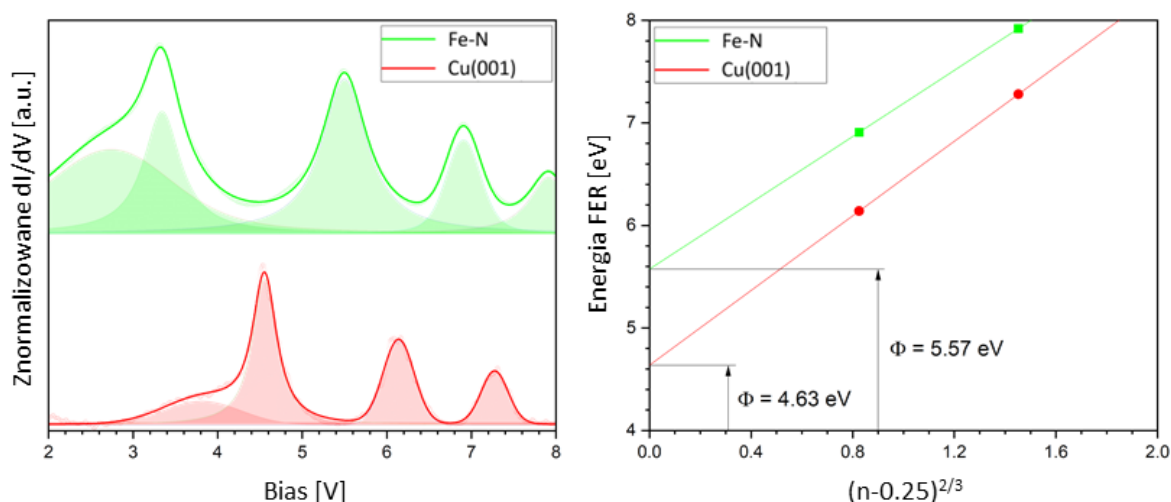 Znormalizowane dI/dV [a.u.]
Fe-N
Cu(001)
2 3 4 5 6 7 8
Bias [V]
Energia FER [eV]
8
7
6
5
4
Fe-N
Cu(001)
Φ = 5.57 eV
Φ = 4.63 eV
0.0 0.4 0.8 1.2 1.6 2.0
(n-0.25)^2/3